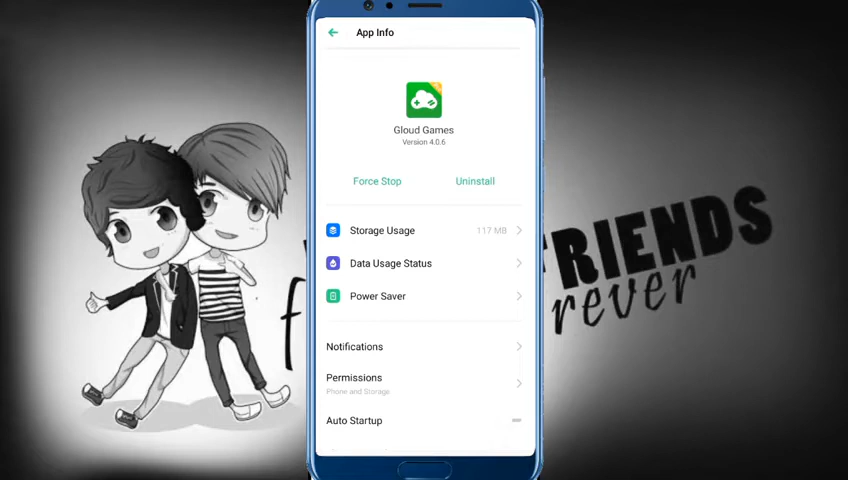 App Info
Gloud Games
Version 4.0.6
Force Stop
Uninstall
Storage Usage
117 MB
Data Usage Status
Power Saver
Notifications
Permissions
Phone and Storage
Auto Startup
FRIENDS